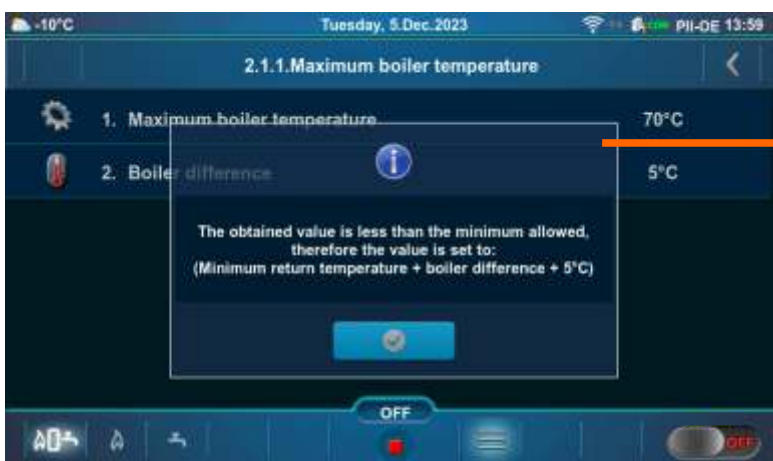 -10°C Tuesday, 5.Dec.2023 PII-OE 13:59
2.1.1.Maximum boiler temperature
1. Maximum boiler temperature 70°C
2. Boiler difference 5°C
The obtained value is less than the minimum allowed,
therefore the value is set to:
(Minimum return temperature + boiler difference + 5°C)
OFF
OFF